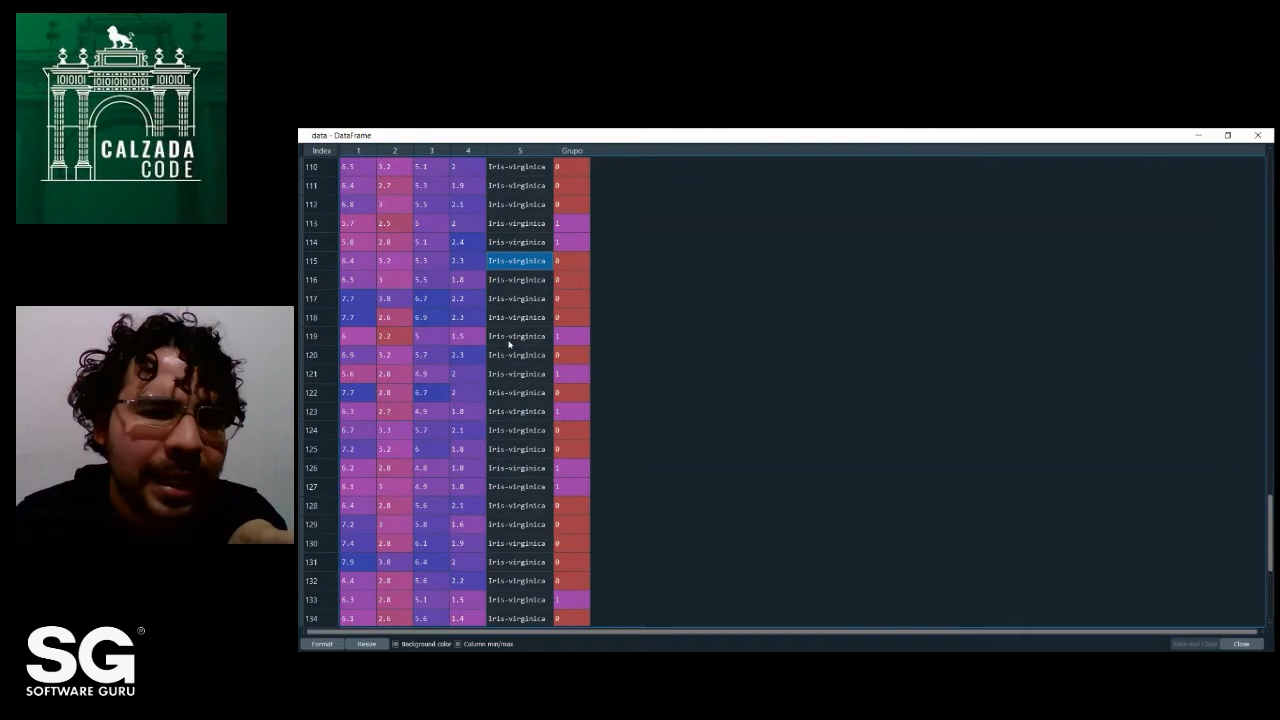 IOIOI
IOIOIOIOIOI
IOIOI
CALZADA
CODE
data - DataFrame
Index 1 2 3 4 5 Grupo
110 6.5 3.2 5.1 2 Iris-virginica 0
111 6.4 2.7 5.3 1.9 Iris-virginica 0
112 6.8 3 5.5 2.1 Iris-virginica 0
113 5.7 2.5 5 2 Iris-virginica 1
114 5.8 2.8 5.1 2.4 Iris-virginica 1
115 6.4 3.2 5.3 2.3 Iris-virginica 0
116 6.5 3 5.5 1.8 Iris-virginica 0
117 7.7 3.8 6.7 2.2 Iris-virginica 0
118 7.7 2.6 6.9 2.3 Iris-virginica 0
119 6 2.2 5 1.5 Iris-virginica 1
120 6.9 3.2 5.7 2.3 Iris-virginica 0
121 5.6 2.8 4.9 2 Iris-virginica 1
122 7.7 2.8 6.7 2 Iris-virginica 0
123 6.3 2.7 4.9 1.8 Iris-virginica 1
124 6.7 3.3 5.7 2.1 Iris-virginica 0
125 7.2 3.2 6 1.8 Iris-virginica 0
126 6.2 2.8 4.8 1.8 Iris-virginica 1
127 6.1 3 4.9 1.8 Iris-virginica 1
128 6.4 2.8 5.6 2.1 Iris-virginica 0
129 7.2 3 5.8 1.6 Iris-virginica 0
130 7.4 2.8 6.1 1.9 Iris-virginica 0
131 7.9 3.8 6.4 2 Iris-virginica 0
132 6.4 2.8 5.6 2.2 Iris-virginica 0
133 6.3 2.8 5.1 1.5 Iris-virginica 1
134 6.1 2.6 5.6 1.4 Iris-virginica 0
Format Resize Background color Column min/max Save and Close Close
SG®
SOFTWARE GURU